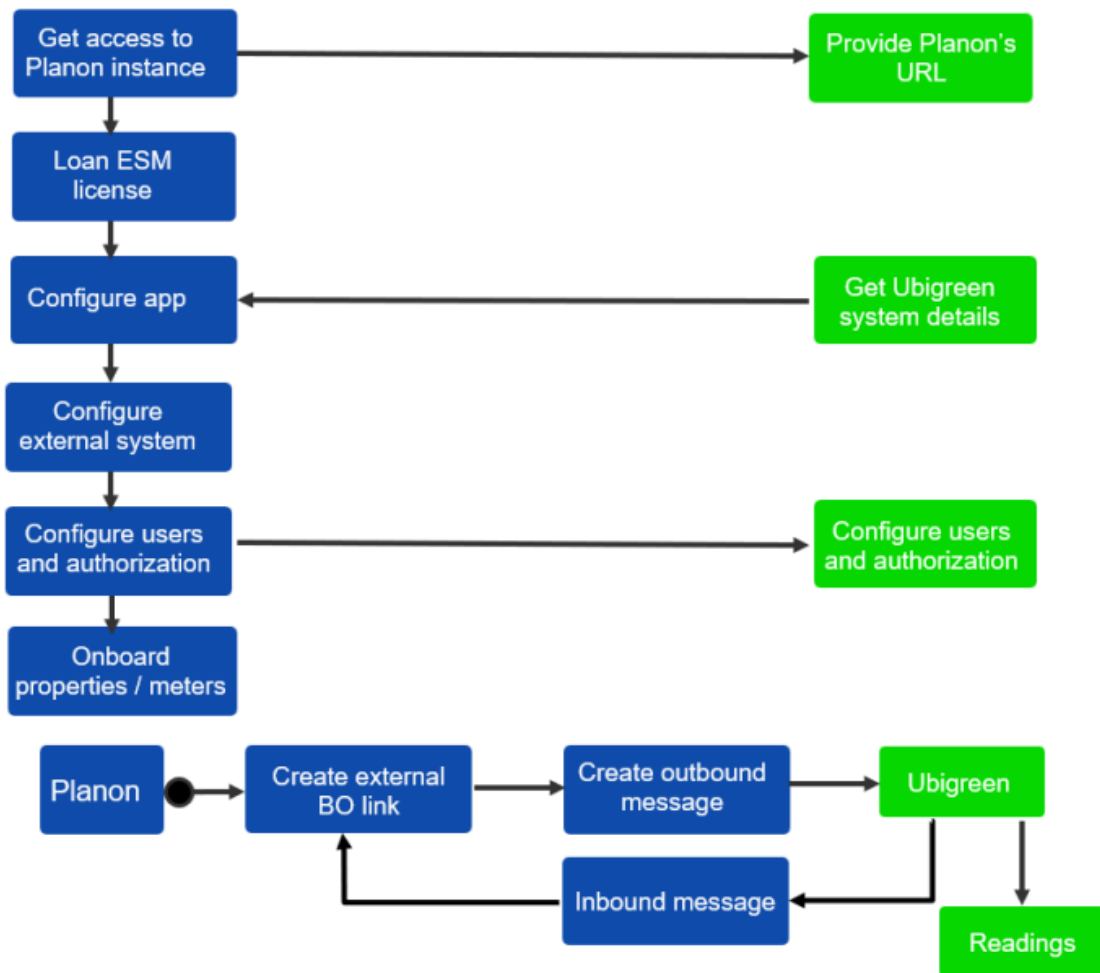 Get access to
Planon instance
Provide Planon's
URL
Loan ESM
license
Configure app
Get Ubigreen
system details
Configure
external system
Configure users
and authorization
Configure users
and authorization
Onboard
properties / meters
Planon
Create external
BO link
Create outbound
message
Ubigreen
Inbound message
Readings